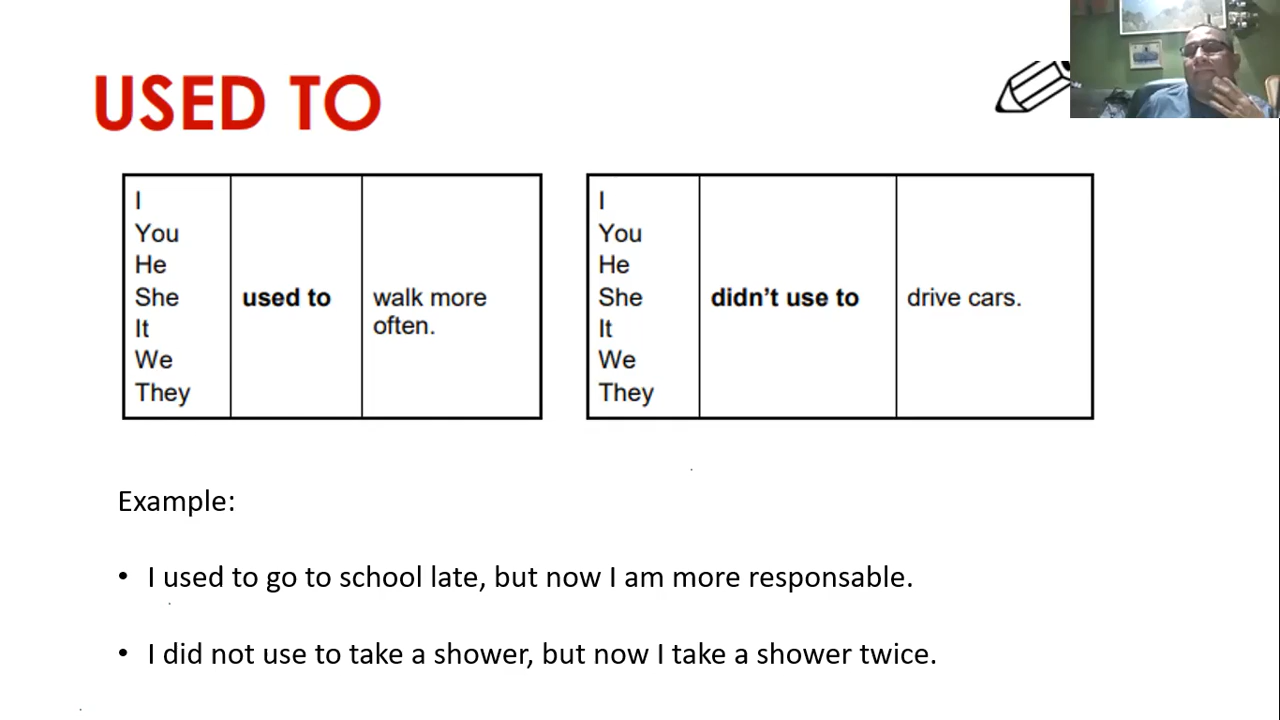 USED TO
I
You
He
She
It
We
They
used to
walk more
often.
I
You
He
She
It
We
They
didn't use to
drive cars.
Example:
• I used to go to school late, but now I am more responsable.
• I did not use to take a shower, but now I take a shower twice.